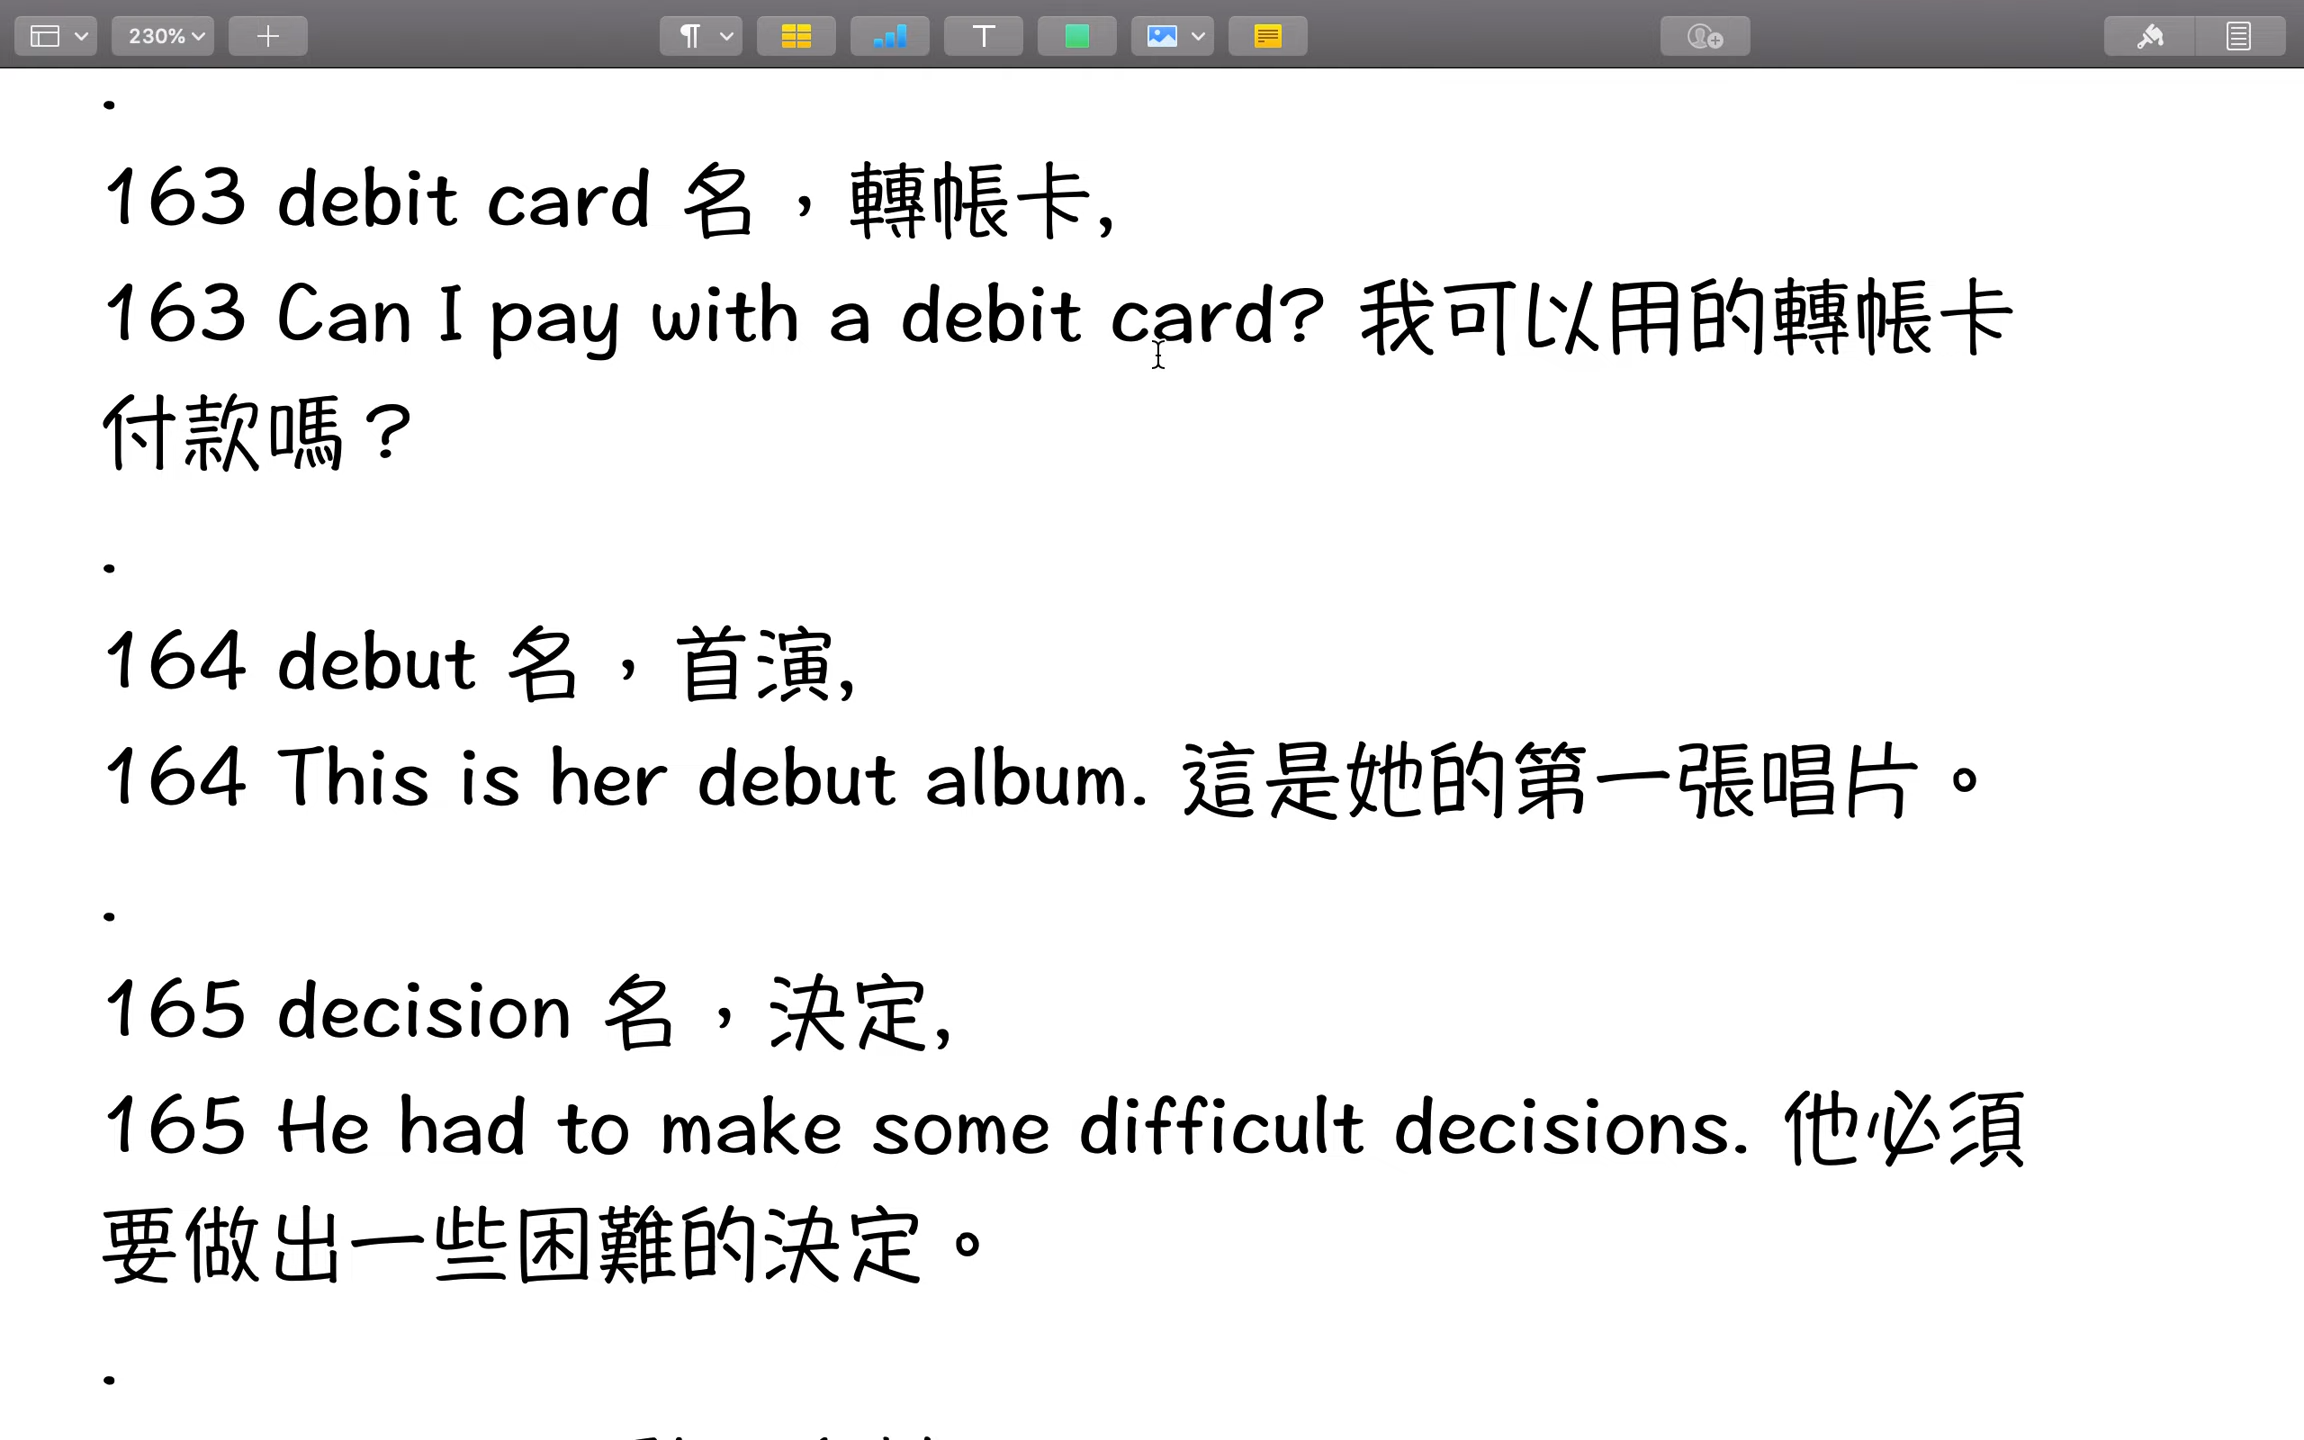 230%
.
163 debit card 名，轉帳卡,
163 Can I pay with a debit card? 我可以用的轉帳卡
付款嗎？
.
164 debut 名，首演,
164 This is her debut album. 這是她的第一張唱片。
.
165 decision 名，決定,
165 He had to make some difficult decisions. 他必須
要做出一些困難的決定。
.